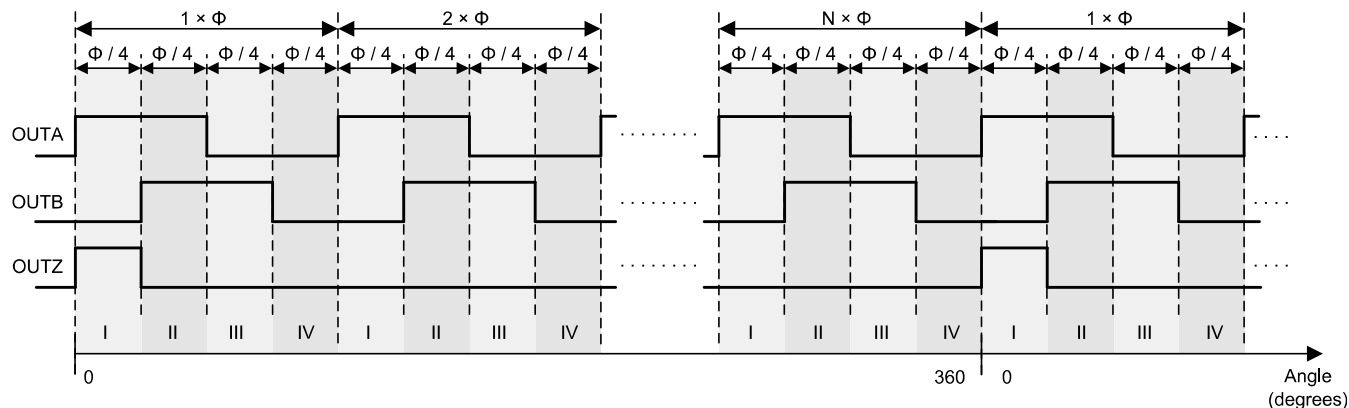 1 × Φ 2 × Φ N × Φ 1 × Φ
Φ / 4 Φ / 4 Φ / 4 Φ / 4 Φ / 4 Φ / 4 Φ / 4 Φ / 4 Φ / 4 Φ / 4 Φ / 4 Φ / 4 Φ / 4 Φ / 4 Φ / 4 Φ / 4
OUTA
OUTB
OUTZ
I II III IV I II III IV I II III IV I II III IV
0 360 0 Angle
(degrees)